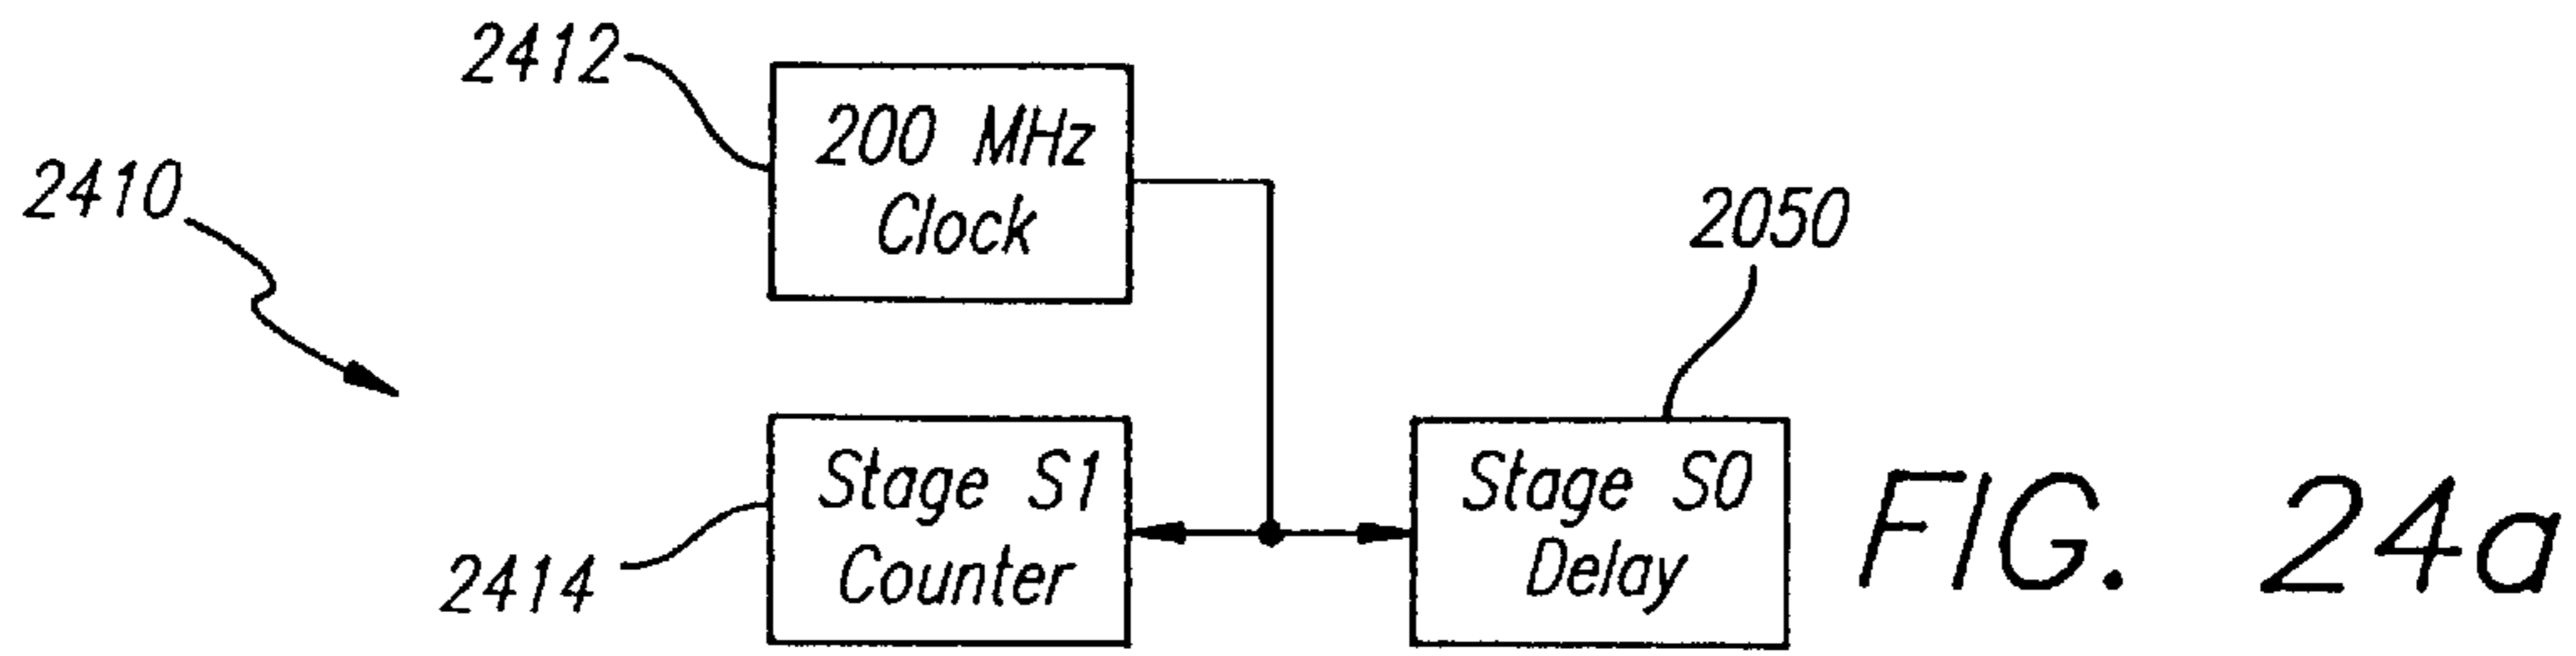 2412
200 MHz
Clock
2410
2050
Stage S1
Counter
2414
Stage S0
Delay
FIG. 24a